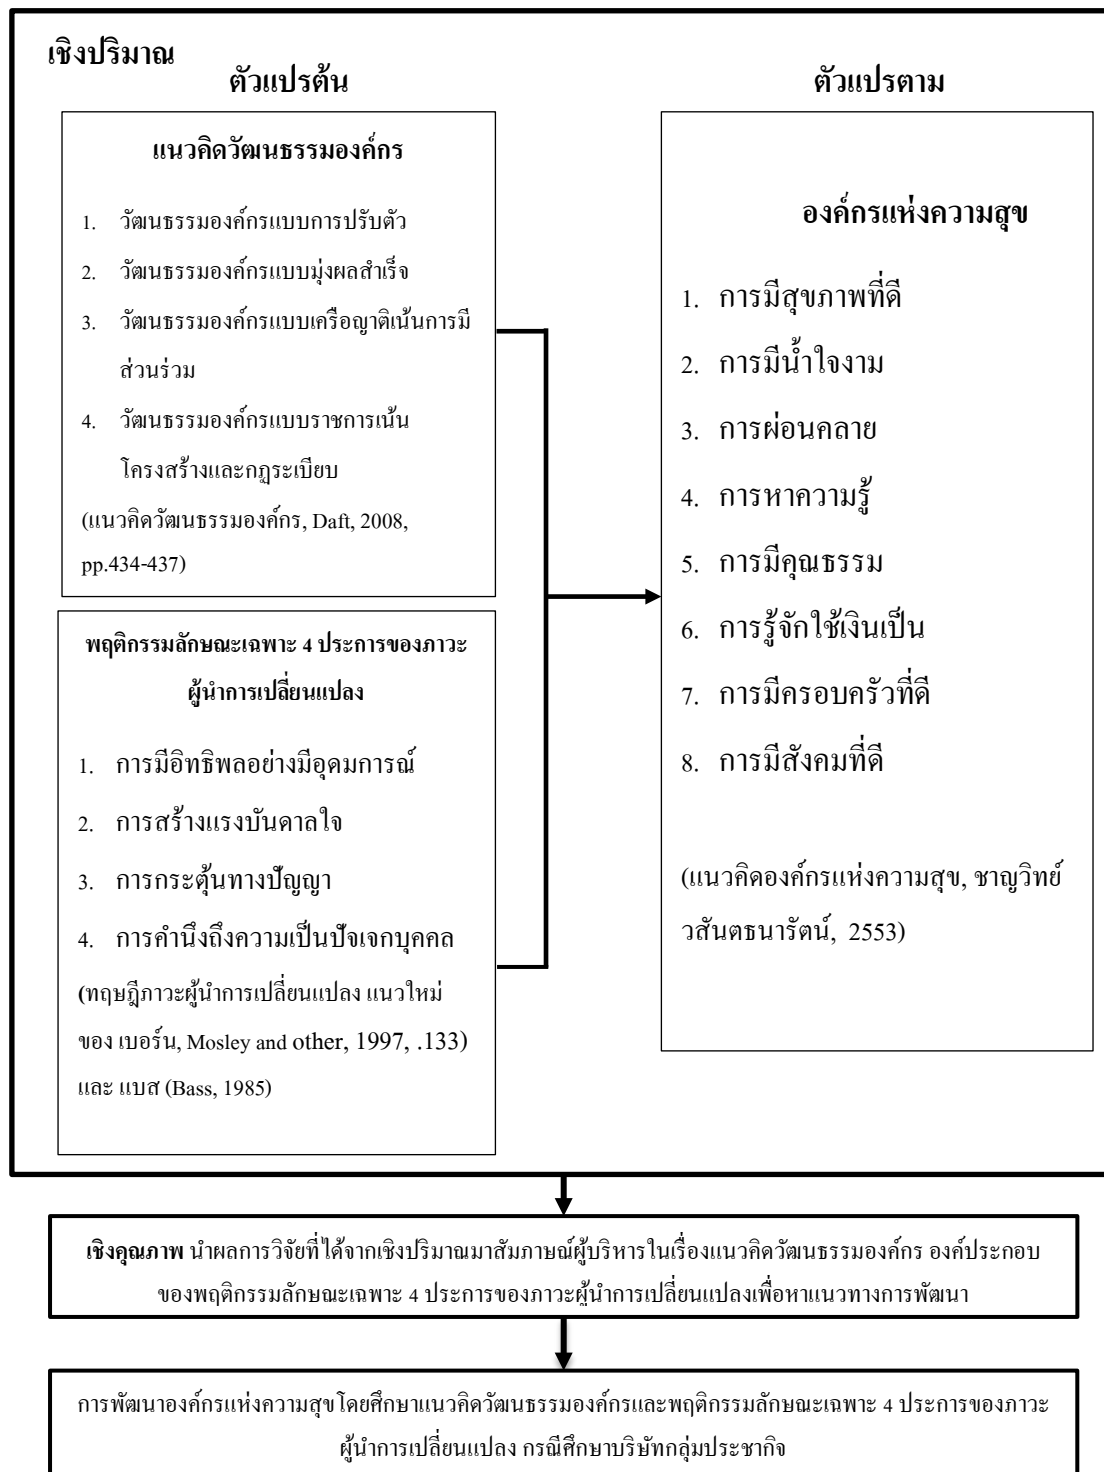 เชิงปริมาณ
ตัวแปรต้น
แนวคิดวัฒนธรรมองค์กร
1. วัฒนธรรมองค์กรแบบการปรับตัว
2. วัฒนธรรมองค์กรแบบมุ่งผลสำเร็จ
3. วัฒนธรรมองค์กรแบบเครือญาติเน้นการมี
ส่วนร่วม
4. วัฒนธรรมองค์กรแบบราชการเน้น
โครงสร้างและกฎระเบียบ
(แนวคิดวัฒนธรรมองค์กร, Daft, 2008,
pp.434-437)
พฤติกรรมลักษณะเฉพาะ 4 ประการของภาวะ
ผู้นำการเปลี่ยนแปลง
1. การมีอิทธิพลอย่างมีอุดมการณ์
2. การสร้างแรงบันดาลใจ
3. การกระตุ้นทางปัญญา
4. การคำนึงถึงความเป็นปัจเจกบุคคล
(ทฤษฎีภาวะผู้นำการเปลี่ยนแปลง แนวใหม่
ของ เบอร์น, Mosley and other, 1997, .133)
และ แบส (Bass, 1985)
ตัวแปรตาม
องค์กรแห่งความสุข
1. การมีสุขภาพที่ดี
2. การมีน้ำใจงาม
3. การผ่อนคลาย
4. การหาความรู้
5. การมีคุณธรรม
6. การรู้จักใช้เงินเป็น
7. การมีครอบครัวที่ดี
8. การมีสังคมที่ดี
(แนวคิดองค์กรแห่งความสุข, ชาญวิทย์
วสันตธนารัตน์, 2553)
เชิงคุณภาพ นำผลการวิจัยที่ได้จากเชิงปริมาณมาสัมภาษณ์ผู้บริหารในเรื่องแนวคิดวัฒนธรรมองค์กร องค์ประกอบ
ของพฤติกรรมลักษณะเฉพาะ 4 ประการของภาวะผู้นำการเปลี่ยนแปลงเพื่อหาแนวทางการพัฒนา
การพัฒนาองค์กรแห่งความสุขโดยศึกษาแนวคิดวัฒนธรรมองค์กรและพฤติกรรมลักษณะเฉพาะ 4 ประการของภาวะ
ผู้นำการเปลี่ยนแปลง กรณีศึกษาบริษัทกลุ่มประชากิจ